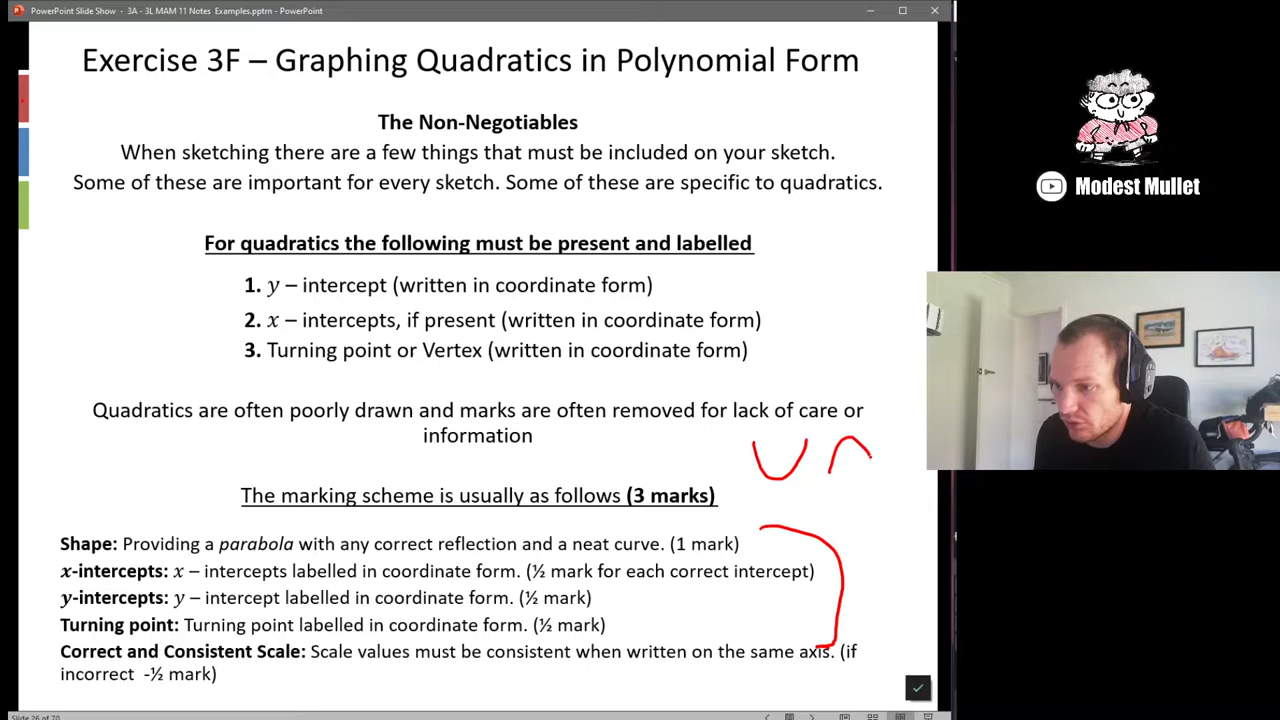 PowerPoint Slide Show - 3A - 3L MAM 11 Notes Examples.pptm - PowerPoint
Exercise 3F – Graphing Quadratics in Polynomial Form
The Non-Negotiables
When sketching there are a few things that must be included on your sketch.
Some of these are important for every sketch. Some of these are specific to quadratics.
For quadratics the following must be present and labelled
1. y – intercept (written in coordinate form)
2. x – intercepts, if present (written in coordinate form)
3. Turning point or Vertex (written in coordinate form)
Quadratics are often poorly drawn and marks are often removed for lack of care or
information
The marking scheme is usually as follows (3 marks)
Shape: Providing a parabola with any correct reflection and a neat curve. (1 mark)
x-intercepts: x – intercepts labelled in coordinate form. (½ mark for each correct intercept)
y-intercepts: y – intercept labelled in coordinate form. (½ mark)
Turning point: Turning point labelled in coordinate form. (½ mark)
Correct and Consistent Scale: Scale values must be consistent when written on the same axis. (if
incorrect -½ mark)
Slide 26 of 70
Modest Mullet